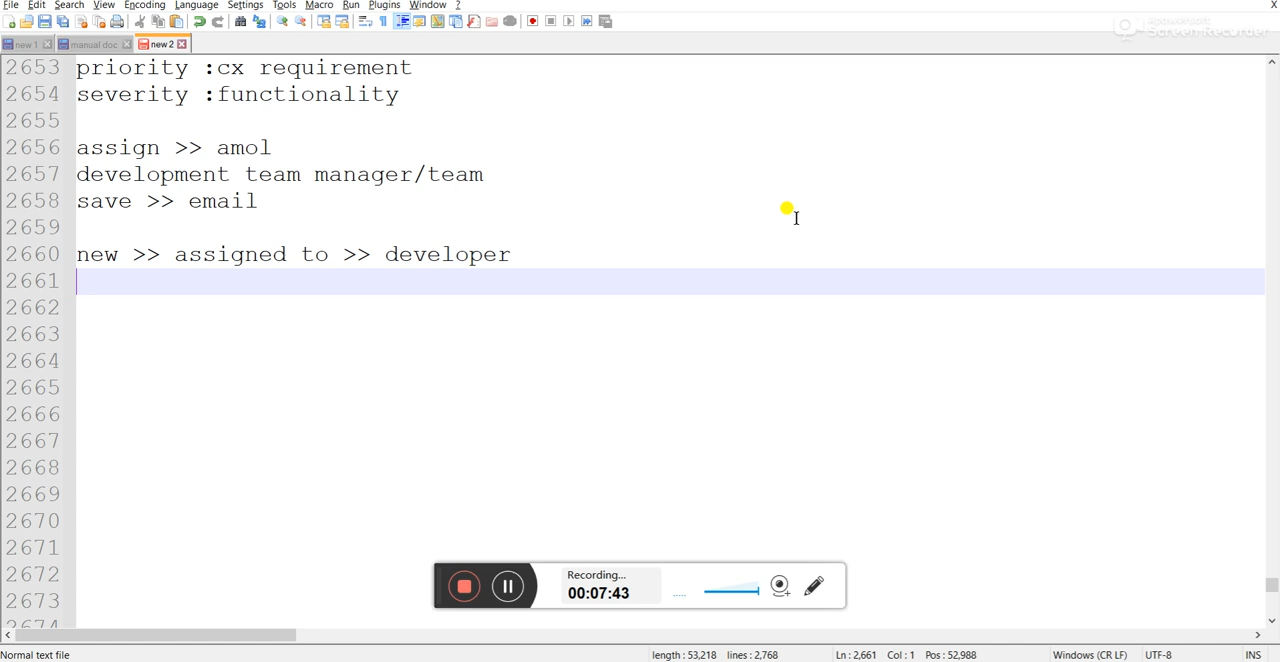 File Edit Search View Encoding Language Settings Tools Macro Run Plugins Window ? X
Apowersoft
Screen Recorder
new 1 manual doc new 2
2653 priority :cx requirement
2654 severity :functionality
2655
2656 assign >> amol
2657 development team manager/team
2658 save >> email
2659
2660 new >> assigned to >> developer
2661
2662
2663
2664
2665
2666
2667
2668
2669
2670
2671
2672
2673
2674
Recording...
00:07:43
Normal text file length : 53,218 lines : 2,768 Ln : 2,661 Col : 1 Pos : 52,988 Windows (CR LF) UTF-8 INS